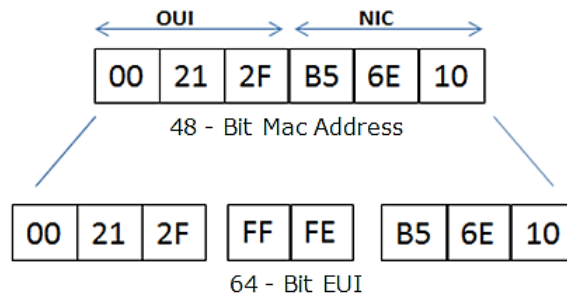 OUI NIC
00 21 2F B5 6E 10
48 - Bit Mac Address
00 21 2F FF FE B5 6E 10
64 - Bit EUI